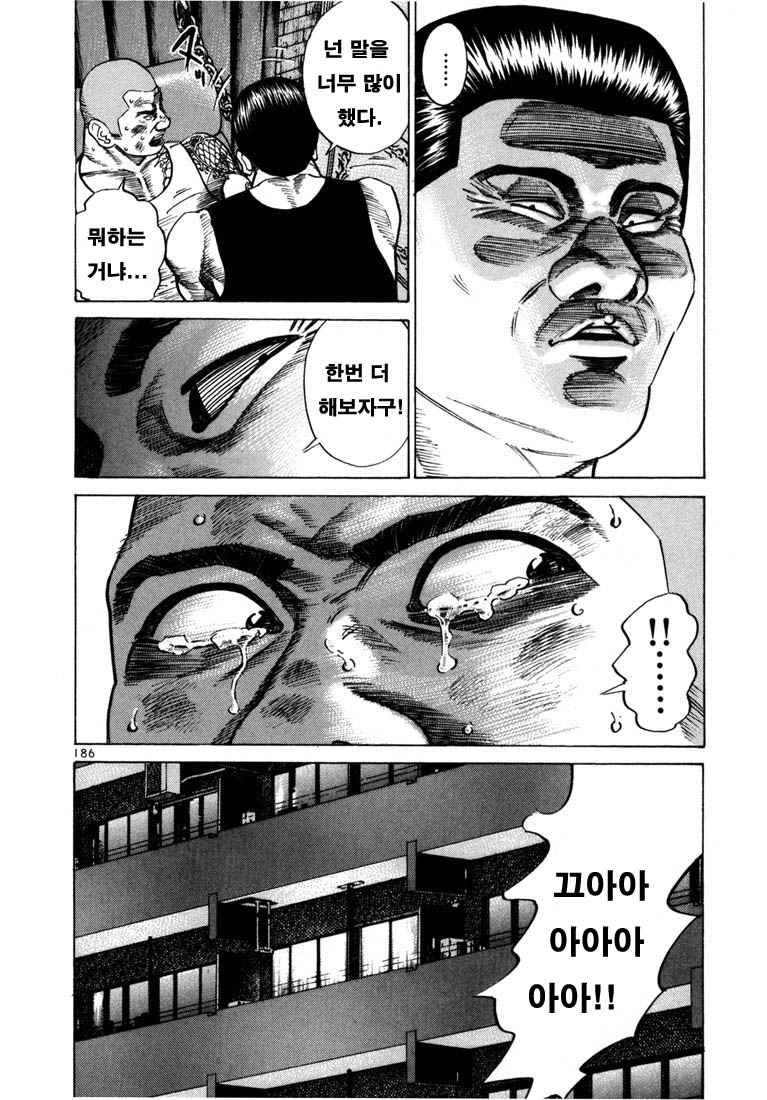 ……
넌 말을
너무 많이
했다.
뭐하는
거냐...
한번 더
해보자구!
!!……
186
끄아아
아아아
아아!!